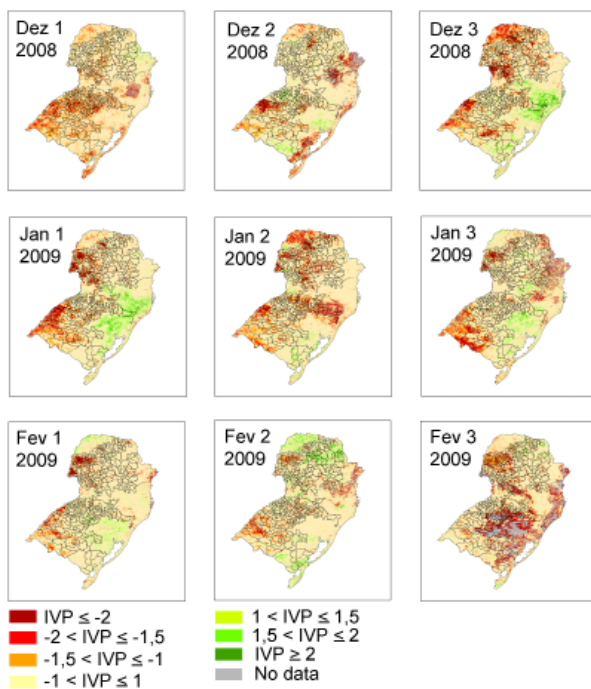 Dez 1
2008
Dez 2
2008
Dez 3
2008
Jan 1
2009
Jan 2
2009
Jan 3
2009
Fev 1
2009
Fev 2
2009
Fev 3
2009
IVP ≤ -2
-2 < IVP ≤ -1,5
-1,5 < IVP ≤ -1
-1 < IVP ≤ 1
1 < IVP ≤ 1,5
1,5 < IVP ≤ 2
IVP ≥ 2
No data